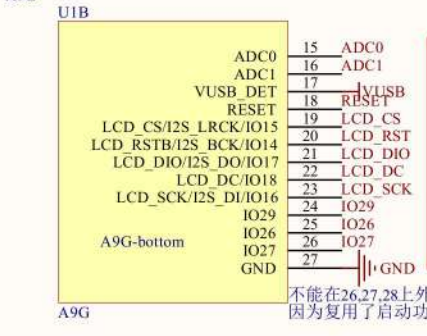 U1B
ADC0 15 ADC0
ADC1 16 ADC1
VUSB_DET 17 VUSB
RESET 18 RESET
LCD_CS/I2S_LRCK/IO15 19 LCD_CS
LCD_RSTB/I2S_BCK/IO14 20 LCD_RST
LCD_DIO/I2S_DO/IO17 21 LCD_DIO
LCD_DC/IO18 22 LCD_DC
LCD_SCK/I2S_DI/IO16 23 LCD_SCK
IO29 24 IO29
IO26 25 IO26
A9G-bottom IO27 26 IO27
GND 27 GND
不能在26,27,28上外
A9G 因为复用了启动功